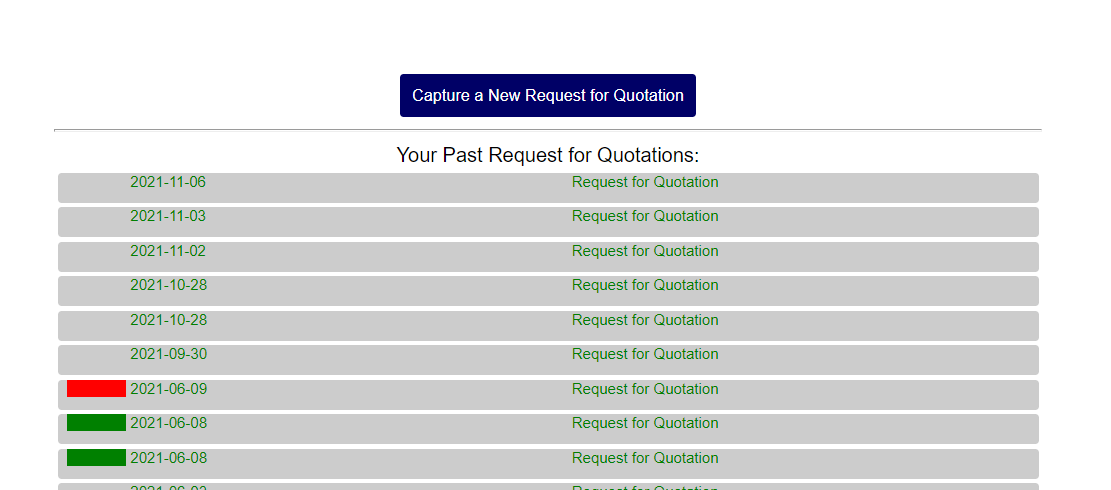 Capture a New Request for Quotation
Your Past Request for Quotations:
2021-11-06 Request for Quotation
2021-11-03 Request for Quotation
2021-11-02 Request for Quotation
2021-10-28 Request for Quotation
2021-10-28 Request for Quotation
2021-09-30 Request for Quotation
2021-06-09 Request for Quotation
2021-06-08 Request for Quotation
2021-06-08 Request for Quotation
Request for Quotation